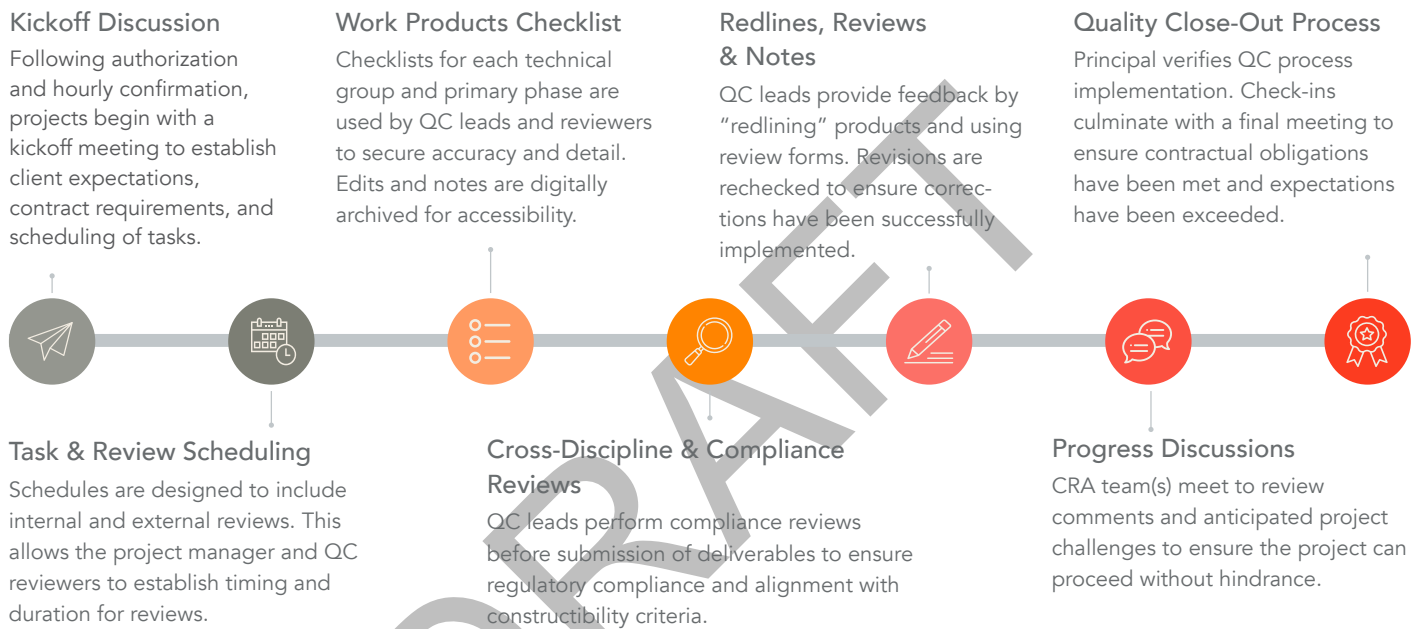 Kickoff Discussion
Following authorization
and hourly confirmation,
projects begin with a
kickoff meeting to establish
client expectations,
contract requirements, and
scheduling of tasks.
Task & Review Scheduling
Schedules are designed to include
internal and external reviews. This
allows the project manager and QC
reviewers to establish timing and
duration for reviews.
Work Products Checklist
Checklists for each technical
group and primary phase are
used by QC leads and reviewers
to secure accuracy and detail.
Edits and notes are digitally
archived for accessibility.
Cross-Discipline & Compliance
Reviews
QC leads perform compliance reviews
before submission of deliverables to ensure
regulatory compliance and alignment with
constructibility criteria.
Redlines, Reviews
& Notes
QC leads provide feedback by
“redlining” products and using
review forms. Revisions are
rechecked to ensure correc-
tions have been successfully
implemented.
Progress Discussions
CRA team(s) meet to review
comments and anticipated project
challenges to ensure the project can
proceed without hindrance.
Quality Close-Out Process
Principal verifies QC process
implementation. Check-ins
culminate with a final meeting to
ensure contractual obligations
have been met and expectations
have been exceeded.
DRAFT